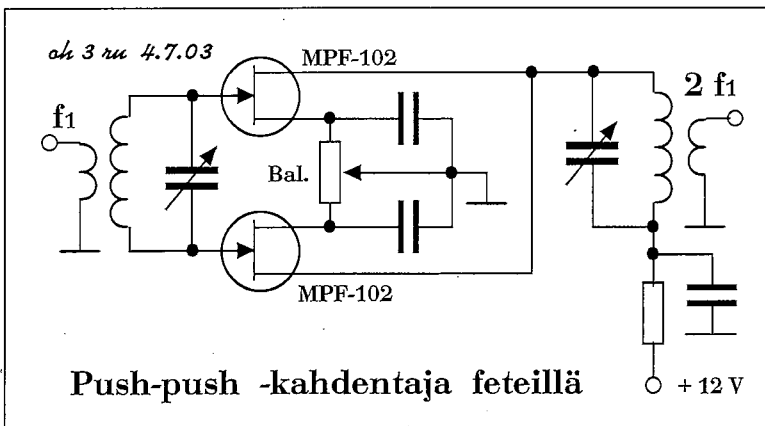 oh 3 ru 4.7.03
MPF-102
f1
2 f1
Bal.
MPF-102
Push-push -kahdentaja feteillä
+ 12 V